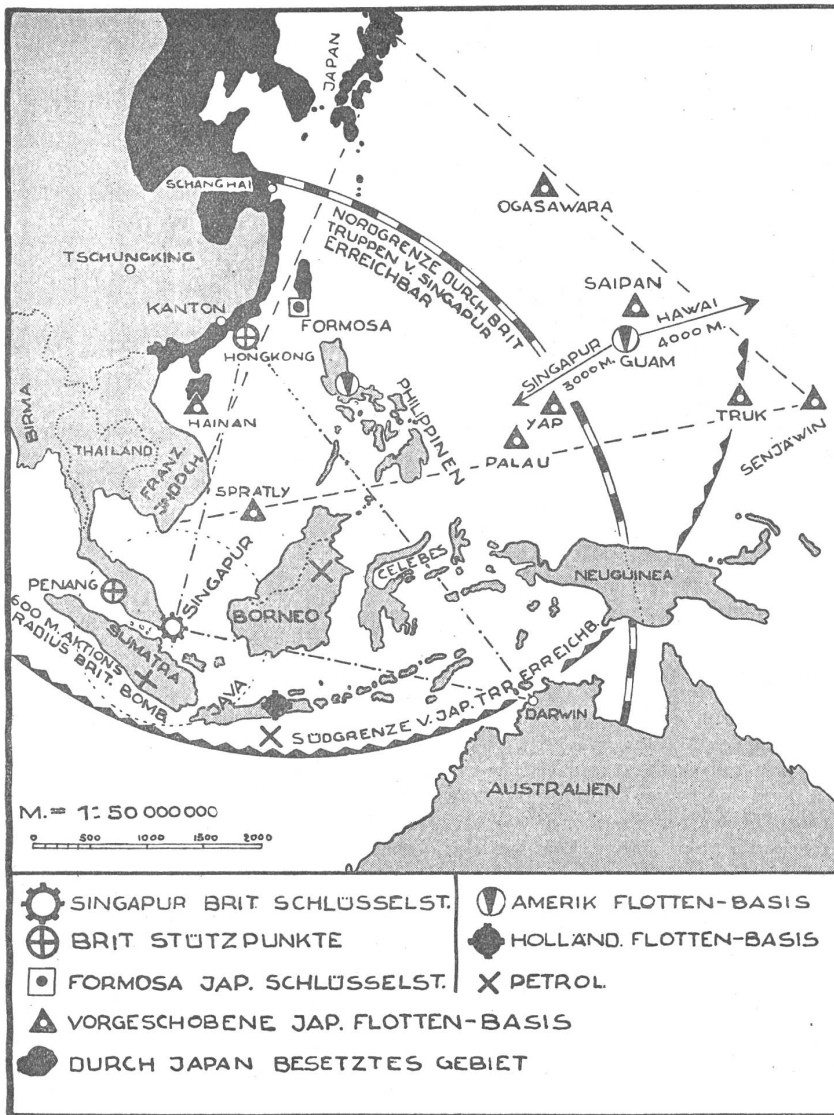 JAPAN
SCHANGHAI
OGASAWARA
NORDGRENZE DURCH BRIT
TRUPPEN V. SINGAPUR
ERREICHBAR
TSCHUNGKING
SAIPAN
KANTON
FORMOSA
HAWAI
4000 M.
HONGKONG
SINGAPUR
3000 M.
GUAM
PHILIPPINEN
BIRMA
HAINAN
YAP
TRUK
THAILAND
FRANZ.
INDOCH.
PALAU
SENJAWIN
SPRATLY
SINGAPUR
CELEBES
NEUGUINEA
PENANG
BORNEO
600 M. AKTIONS
RADIUS BRIT. BOMB.
SUMATRA
JAVA
SÜDGRENZE V. JAP. TRP. ERREICHB.
DARWIN
AUSTRALIEN
M. = 1:50 000 000
0 500 1000 1500 2000
SINGAPUR BRIT. SCHLÜSSELST.
BRIT STÜTZPUNKTE
FORMOSA JAP. SCHLÜSSELST.
VORGESCHOBENE JAP. FLOTTEN-BASIS
DURCH JAPAN BESETZTES GEBIET
AMERIK FLOTTEN-BASIS
HOLLÄND. FLOTTEN-BASIS
PETROL.